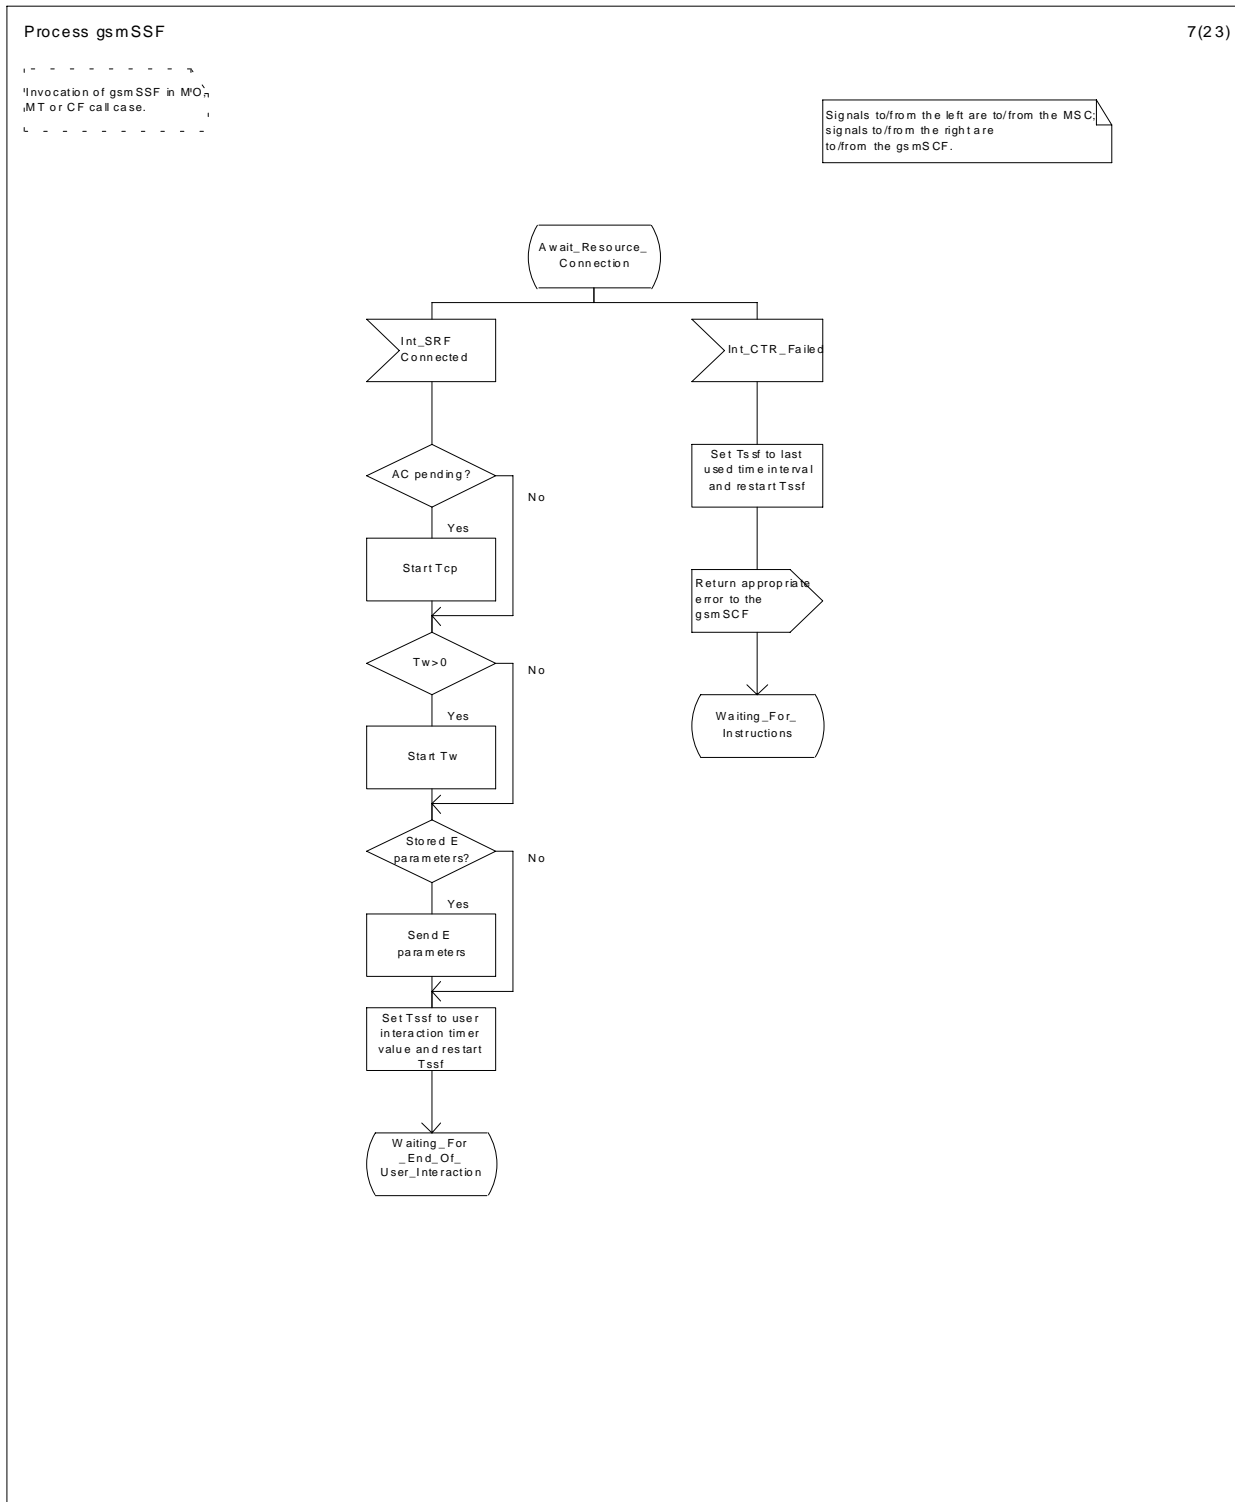 Process gsmSSF
7(23)
Invocation of gsmSSF in MO,
MT or CF call case.
Signals to/from the left are to/from the MSC;
signals to/from the right are
to/from the gsmSCF.
Await_Resource_
Connection
Int_SRF
Connected
Int_CTR_Failed
AC pending?
No
Yes
Start Tcp
Set Tssf to last
used time interval
and restart Tssf
Return appropriate
error to the
gsmSCF
Tw>0
No
Yes
Start Tw
Waiting_For_
Instructions
Stored E
parameters?
No
Yes
Send E
parameters
Set Tssf to user
interaction timer
value and restart
Tssf
Waiting_For
_End_Of_
User_Interaction